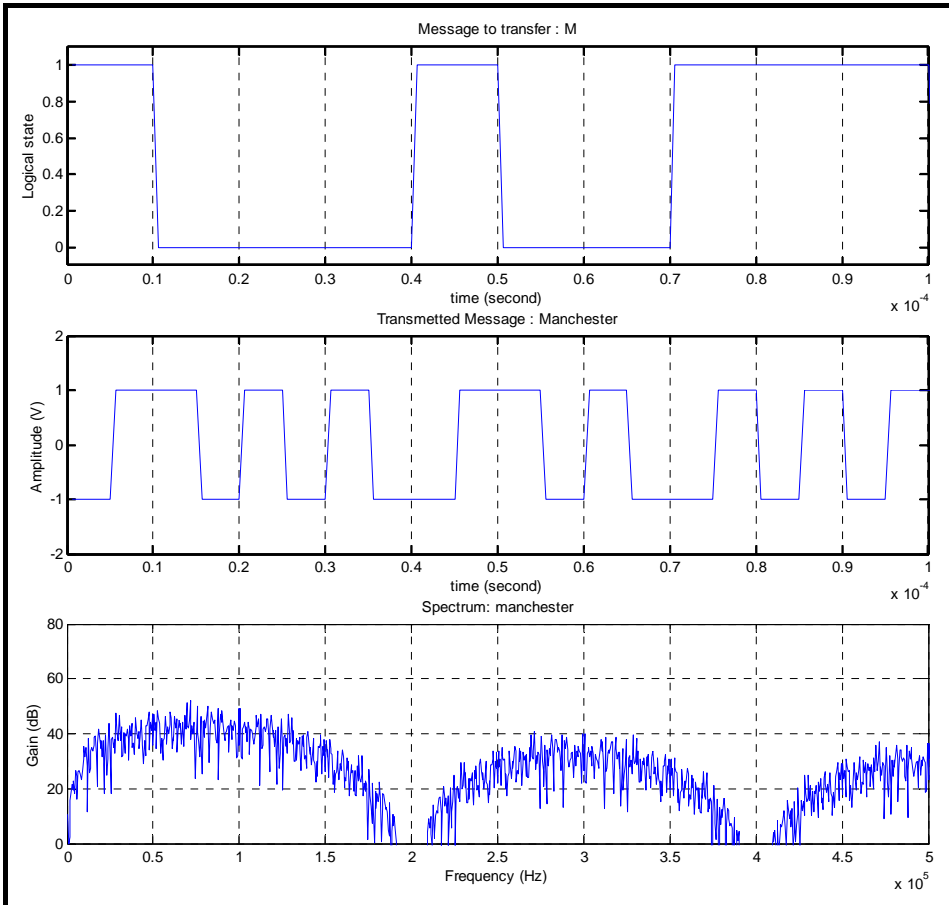 Message to transfer : M
1
0.8
0.6
0.4
0.2
0
Logical state
0 0.1 0.2 0.3 0.4 0.5 0.6 0.7 0.8 0.9 1
time (second)
x 10^-4
Transmetted Message : Manchester
2
1
0
-1
-2
Amplitude (V)
0 0.1 0.2 0.3 0.4 0.5 0.6 0.7 0.8 0.9 1
time (second)
x 10^-4
Spectrum: manchester
80
60
40
20
0
Gain (dB)
0 0.5 1 1.5 2 2.5 3 3.5 4 4.5 5
Frequency (Hz)
x 10^5